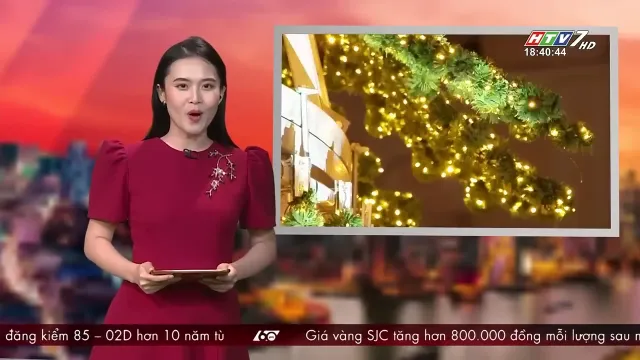 HTV7 HD
18:40:44
đăng kiểm 85 – 02D hơn 10 năm tù 60 Giá vàng SJC tăng hơn 800.000 đồng mỗi lượng sau